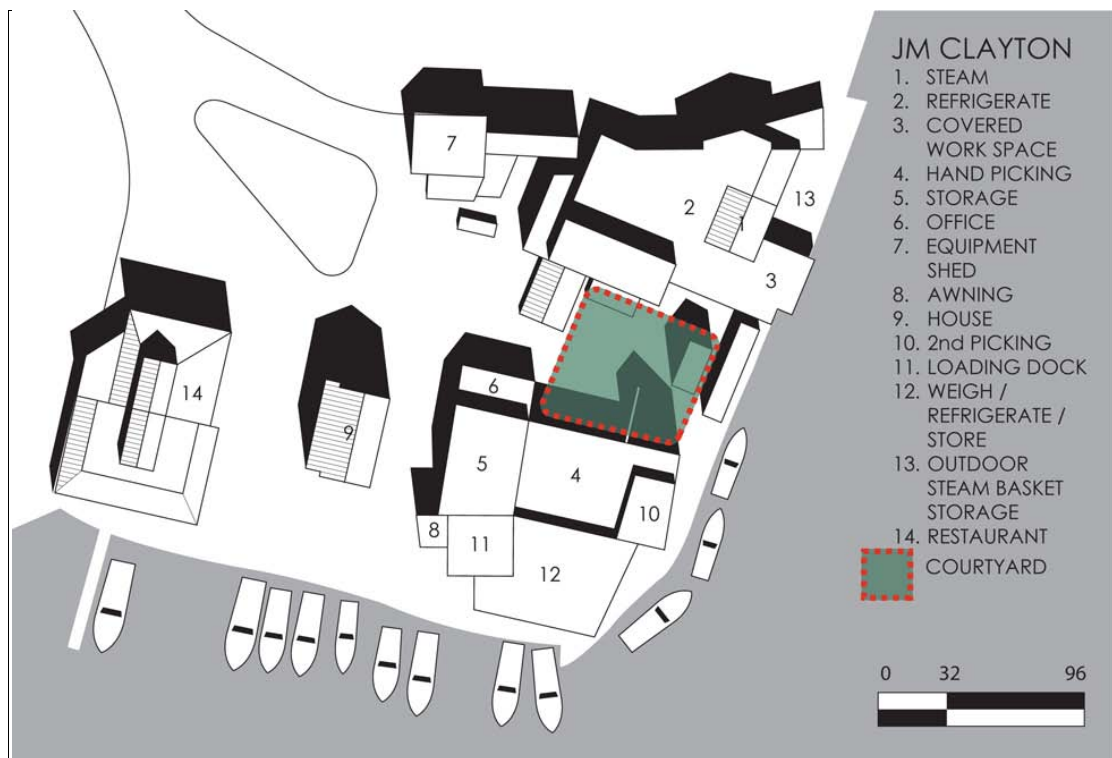 JM CLAYTON
1. STEAM
2. REFRIGERATE
3. COVERED
WORK SPACE
4. HAND PICKING
5. STORAGE
6. OFFICE
7. EQUIPMENT
SHED
8. AWNING
9. HOUSE
10. 2nd PICKING
11. LOADING DOCK
12. WEIGH /
REFRIGERATE /
STORE
13. OUTDOOR
STEAM BASKET
STORAGE
14. RESTAURANT
COURTYARD
0 32 96
7
2
1
13
3
6
14
9
5
4
10
8
11
12